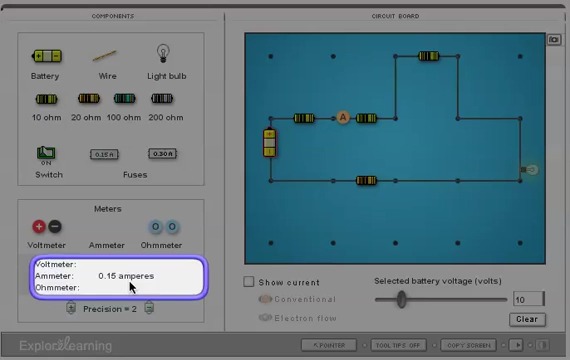 COMPONENTS
CIRCUIT BOARD
Battery
Wire
Light bulb
10 ohm
20 ohm
100 ohm
200 ohm
ON
0.15 A
0.30 A
Switch
Fuses
Meters
Voltmeter
Ammeter
Ohmmeter
Voltmeter:
Ammeter: 0.15 amperes
Ohmmeter:
Precision = 2
A
Show current
Conventional
Electron flow
Selected battery voltage (volts)
10
Clear
ExploreLearning
POINTER
TOOL TIPS OFF
COPY SCREEN